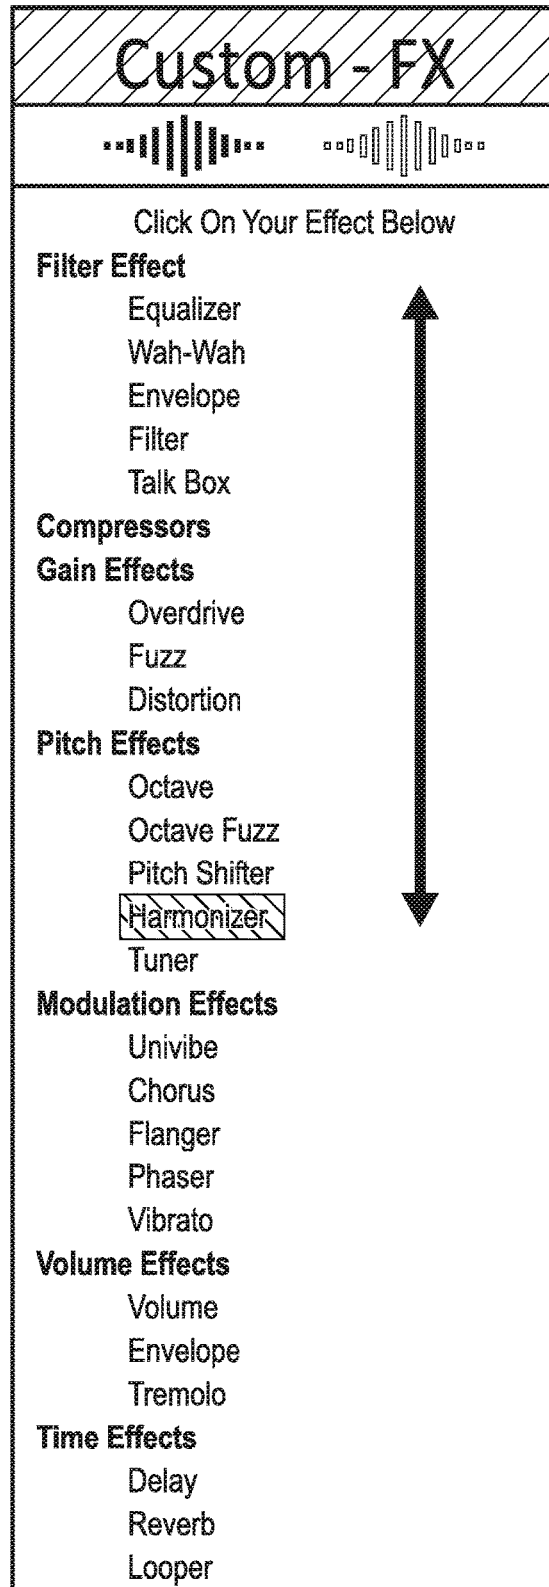 Custom - FX
Click On Your Effect Below
Filter Effect
Equalizer
Wah-Wah
Envelope
Filter
Talk Box
Compressors
Gain Effects
Overdrive
Fuzz
Distortion
Pitch Effects
Octave
Octave Fuzz
Pitch Shifter
Harmonizer
Tuner
Modulation Effects
Univibe
Chorus
Flanger
Phaser
Vibrato
Volume Effects
Volume
Envelope
Tremolo
Time Effects
Delay
Reverb
Looper